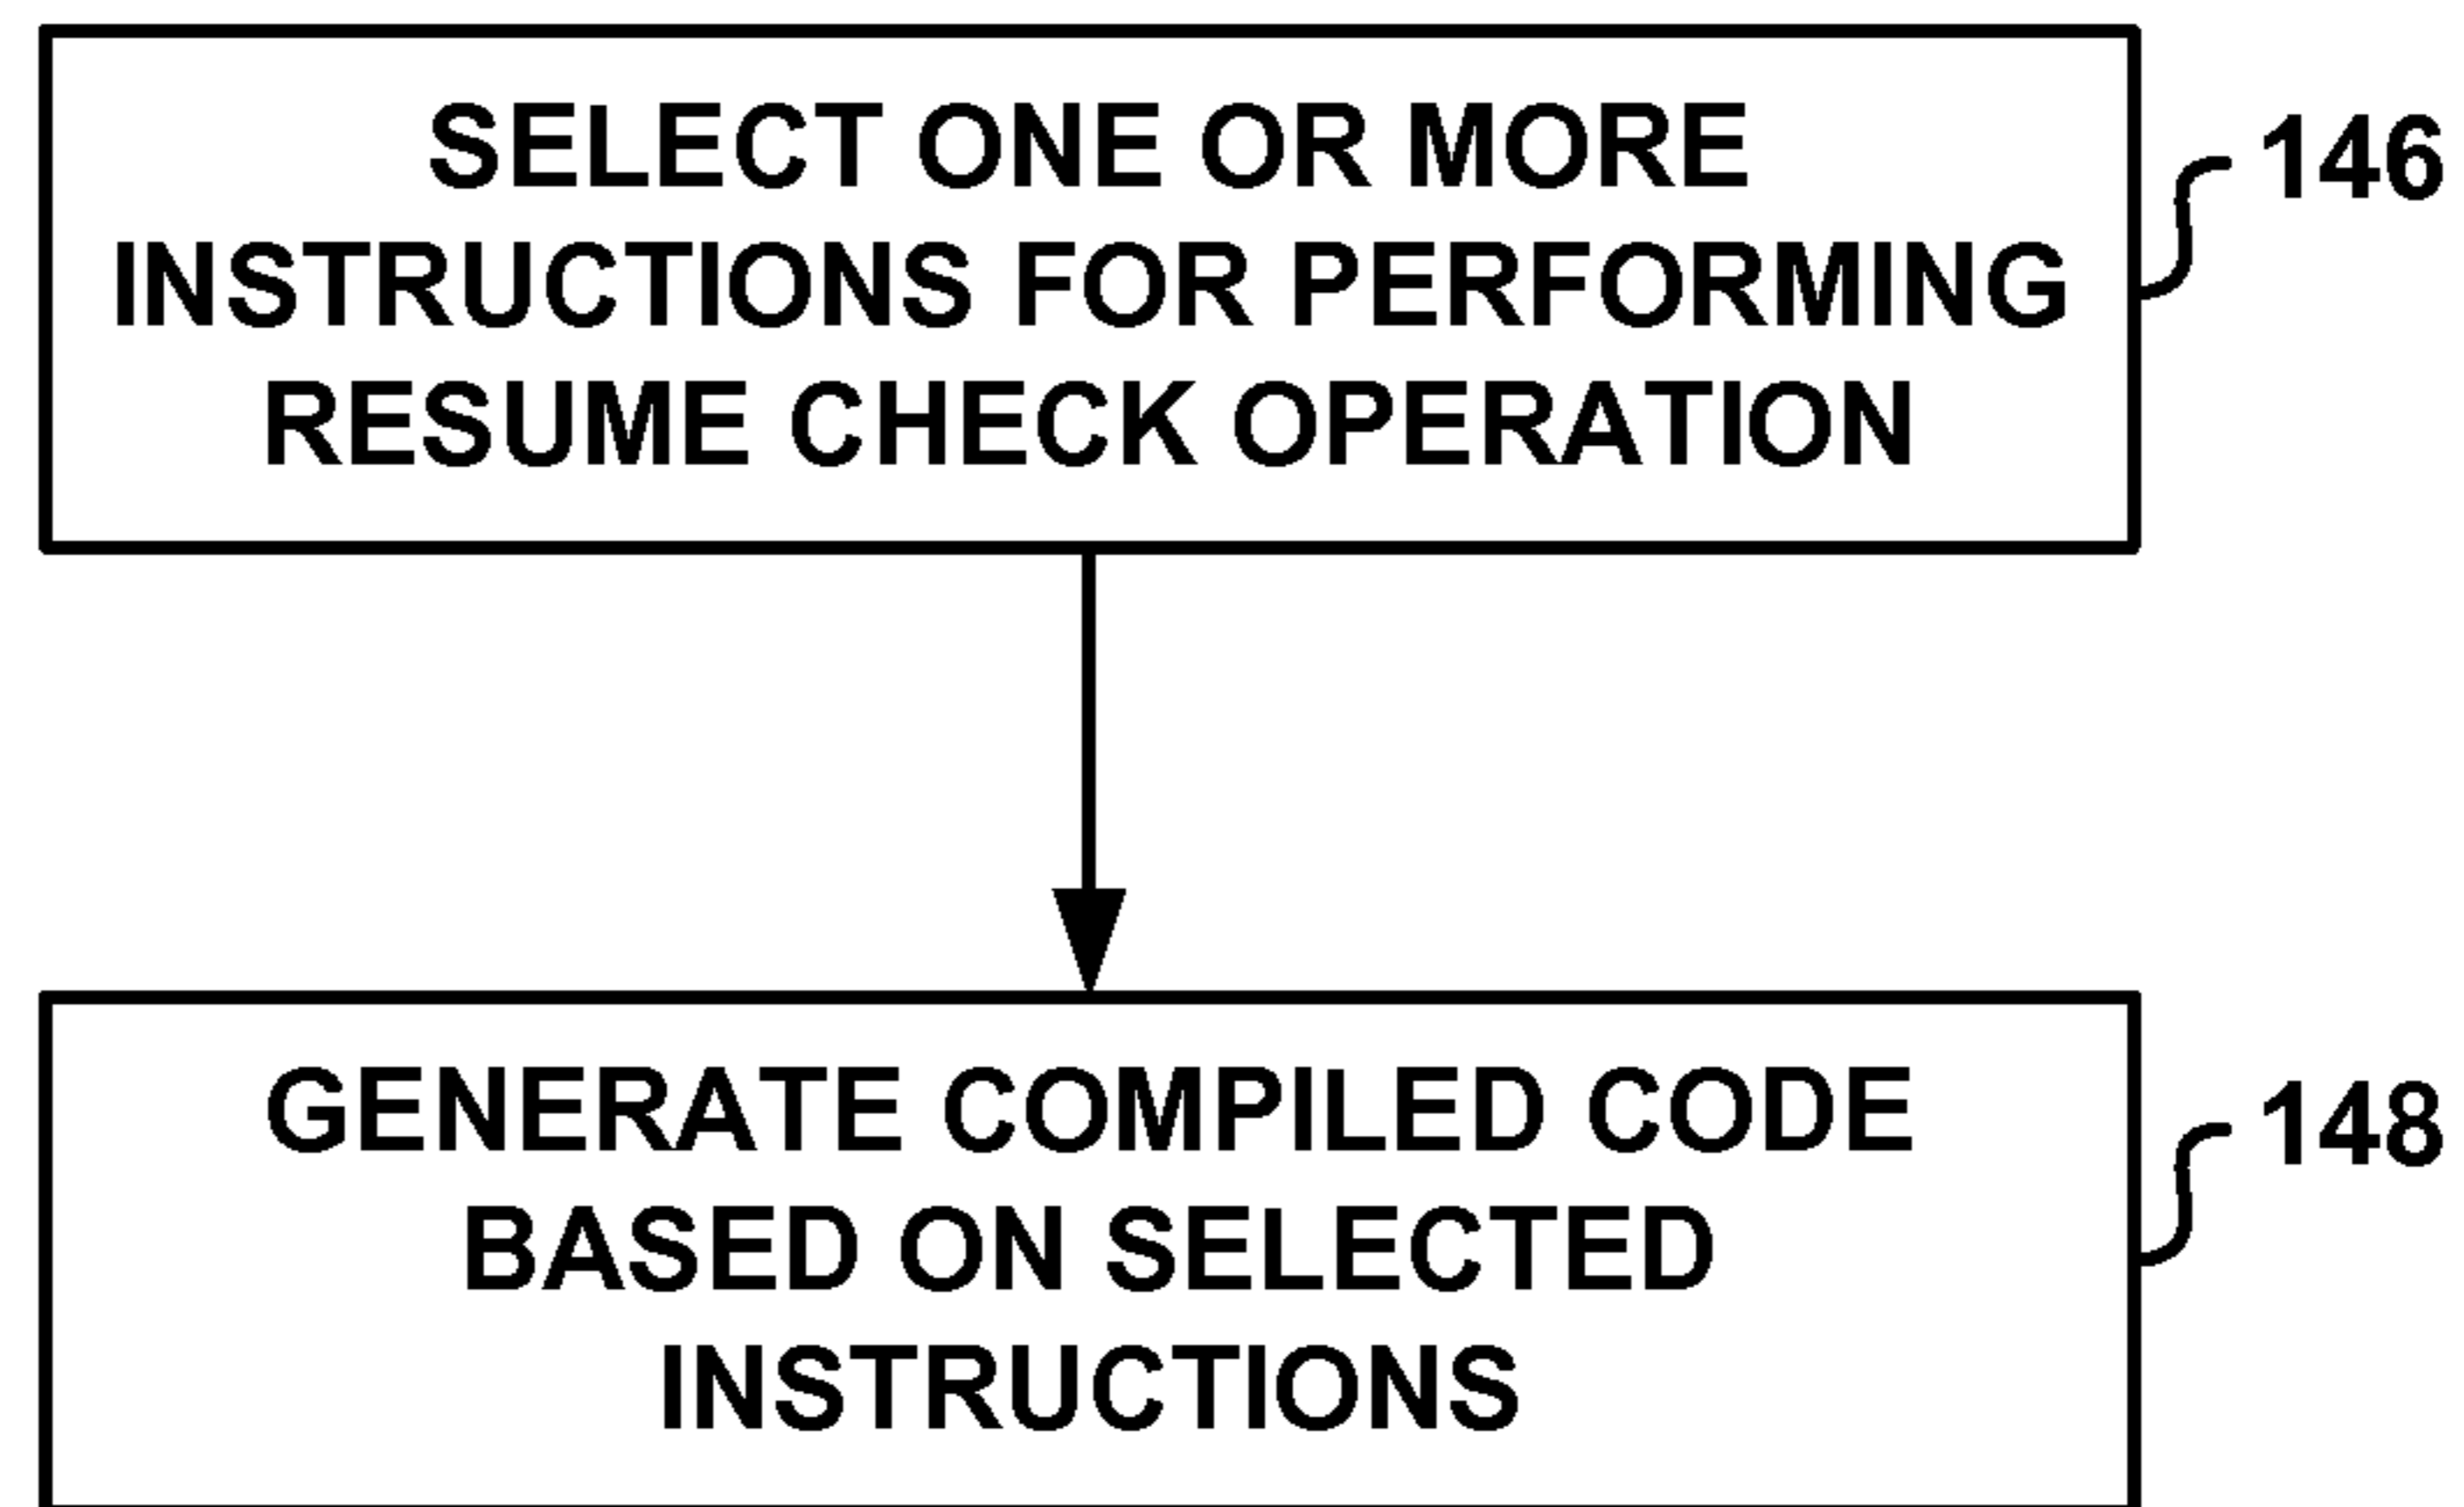 SELECT ONE OR MORE
INSTRUCTIONS FOR PERFORMING
RESUME CHECK OPERATION
146
GENERATE COMPILED CODE
BASED ON SELECTED
INSTRUCTIONS
148